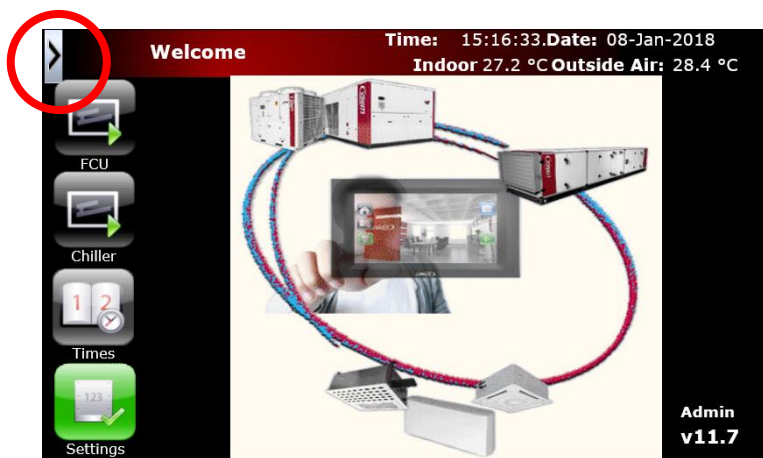 Time: 15:16:33.Date: 08-Jan-2018
Welcome
Indoor 27.2 °C Outside Air: 28.4 °C
FCU
Chiller
1 2
Times
123
Settings
Admin
v11.7